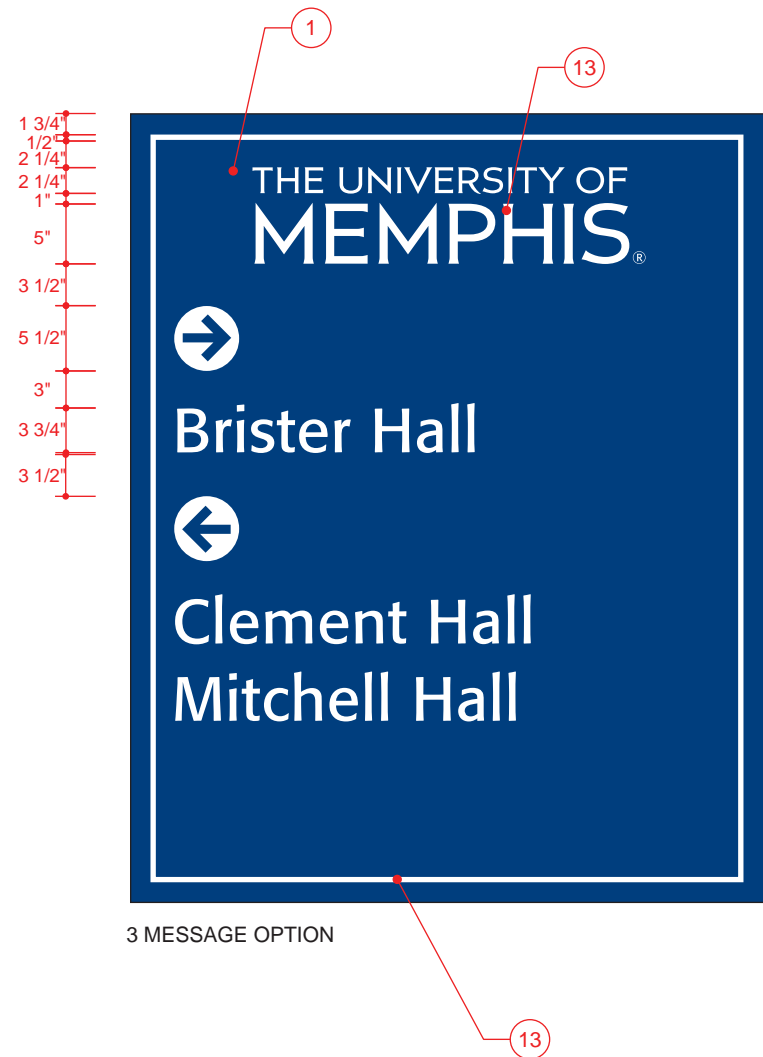 1
13
1 3/4"
1/2"
2 1/4"
2 1/4"
1"
5"
3 1/2"
5 1/2"
3"
3 3/4"
3 1/2"
THE UNIVERSITY OF
MEMPHIS®
Brister Hall
Clement Hall
Mitchell Hall
3 MESSAGE OPTION
13